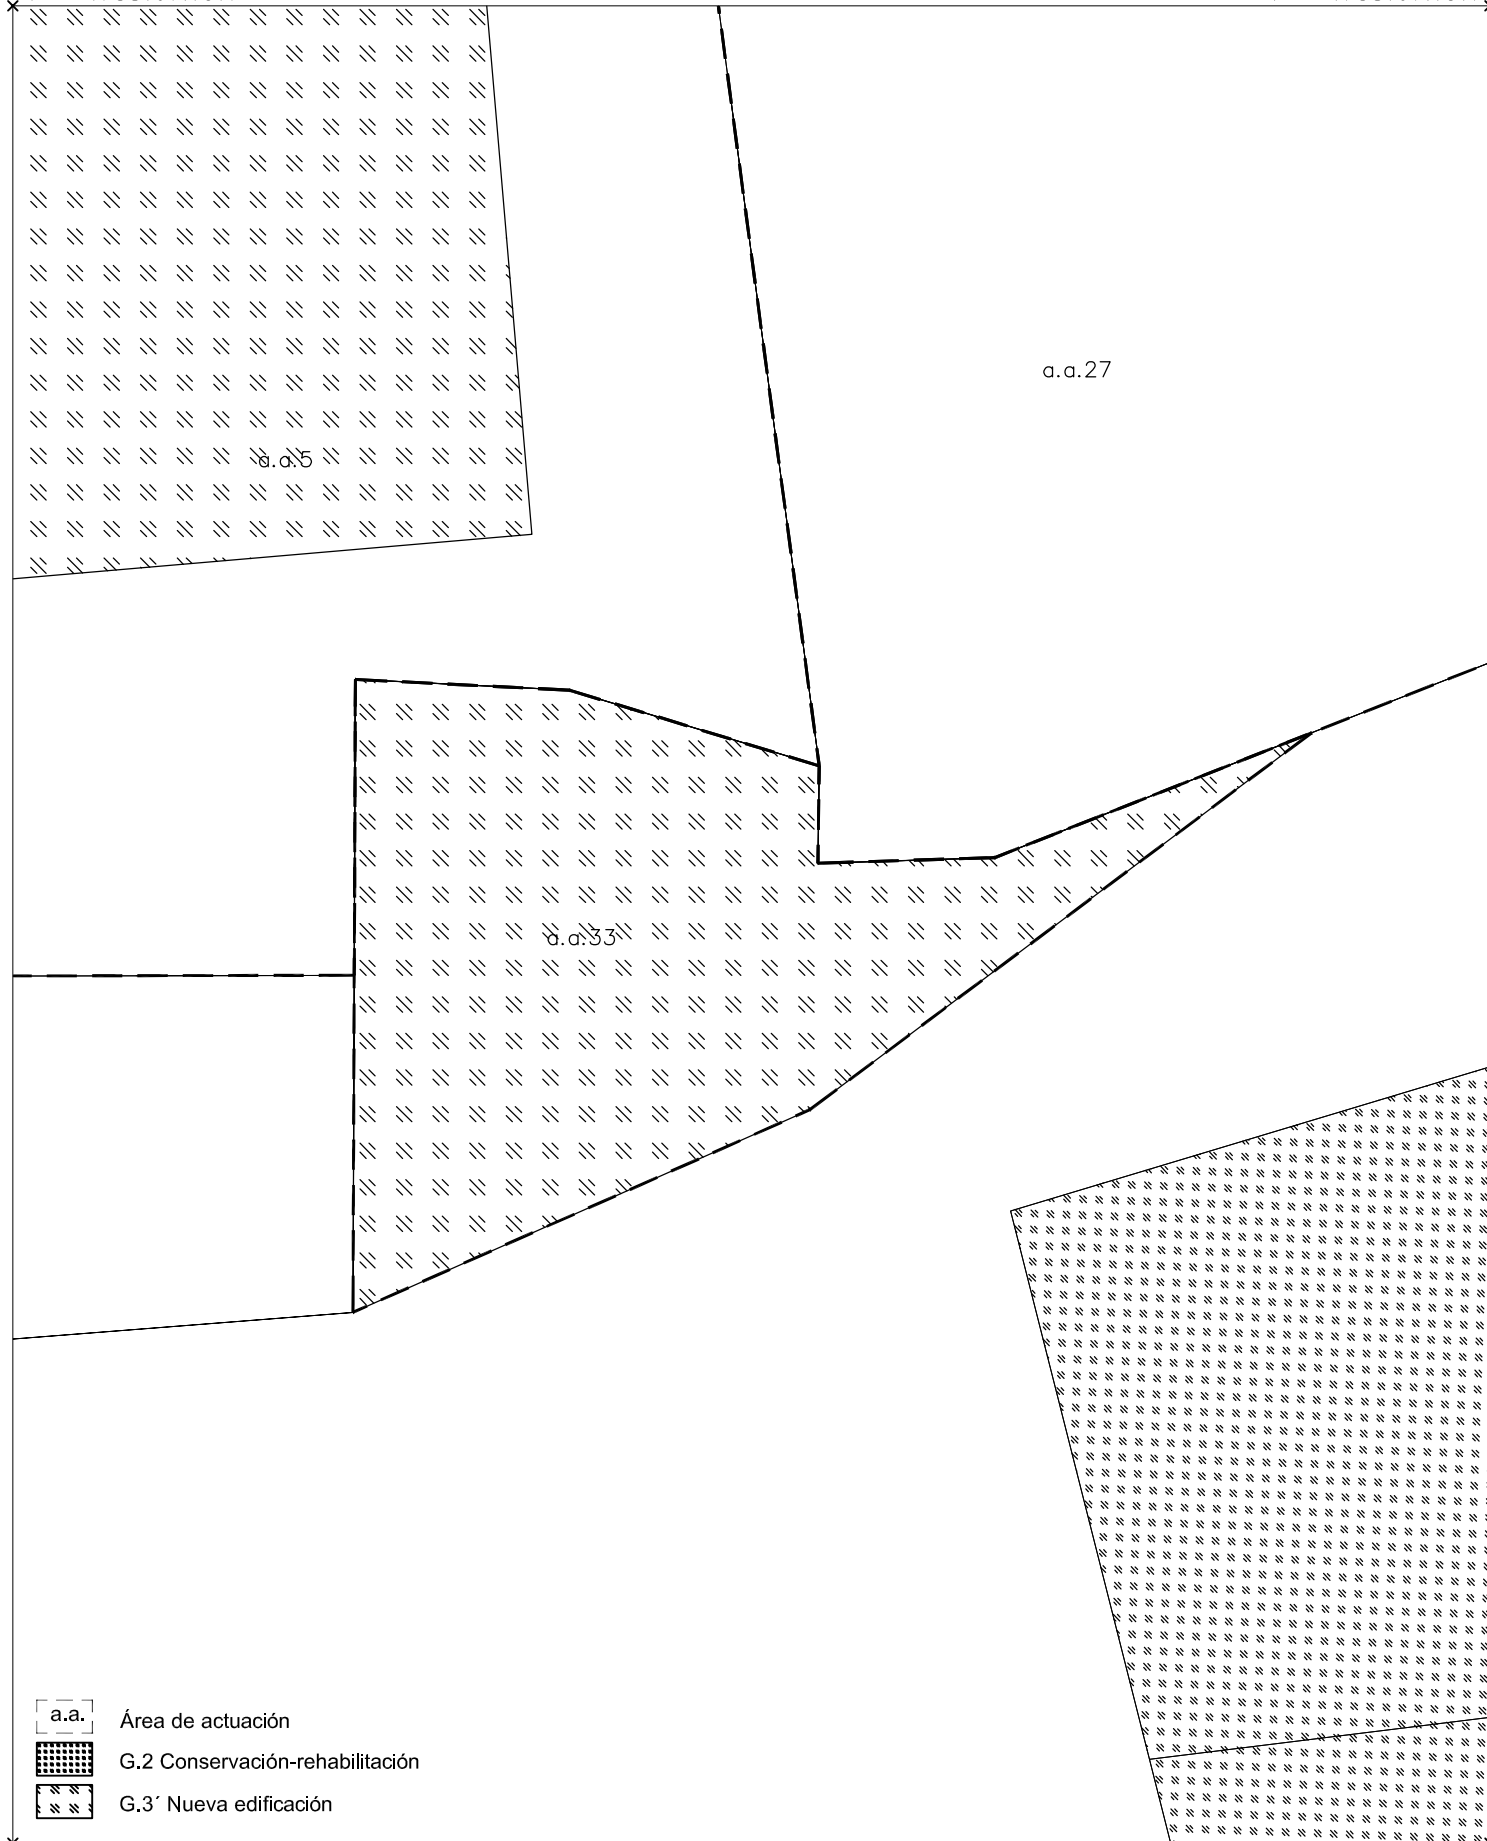 a.a.27
a.a.5
a.a.33
a.a. Área de actuación
G.2 Conservación-rehabilitación
G.3´ Nueva edificación